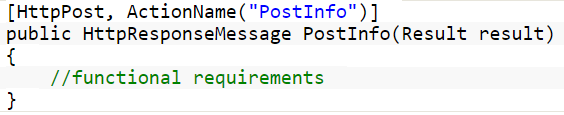 [HttpPost, ActionName("PostInfo")]
public HttpResponseMessage PostInfo(Result result)
{
    //functional requirements
}